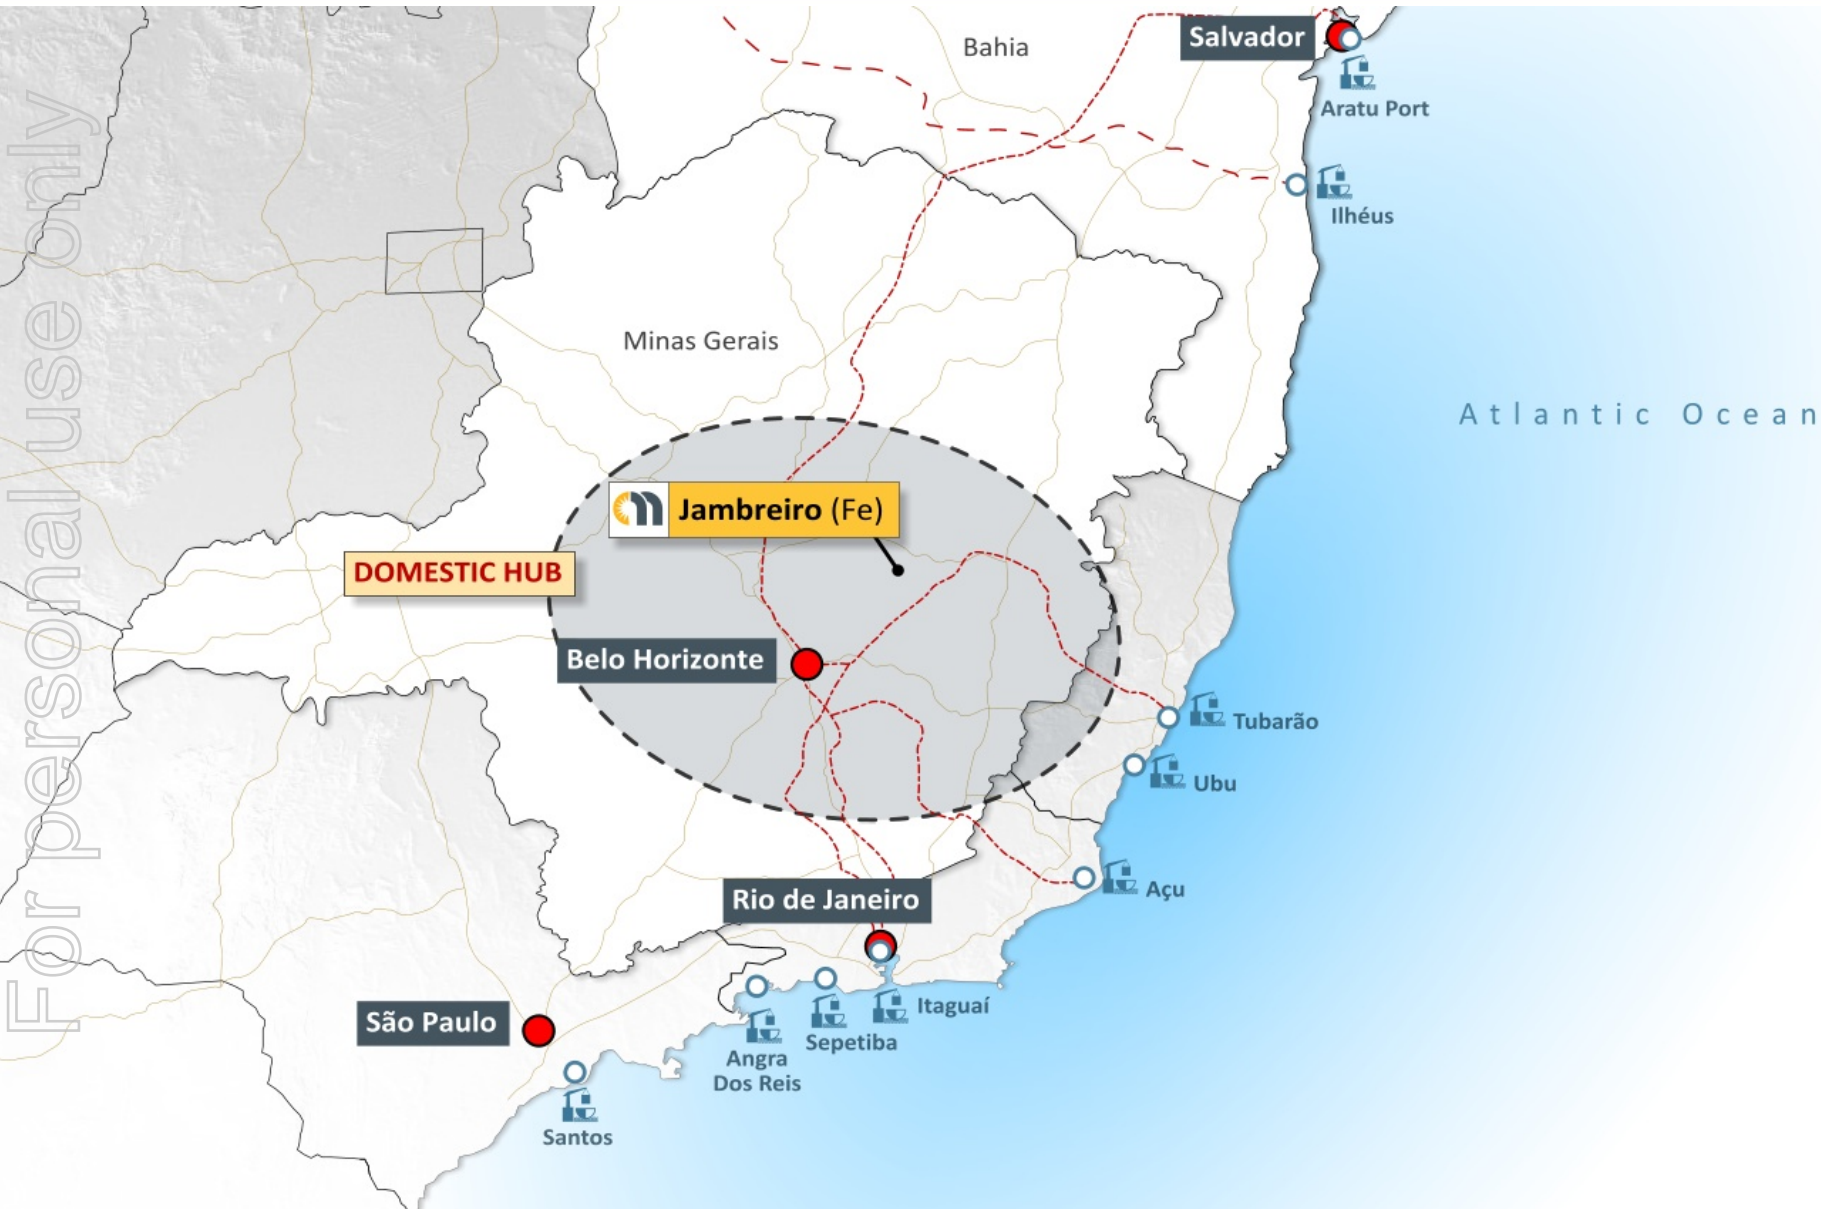 For personal use only
Bahia
Salvador
Aratu Port
Ilhéus
Minas Gerais
Atlantic Ocean
Jambreiro (Fe)
DOMESTIC HUB
Belo Horizonte
Tubarão
Ubu
Açu
Rio de Janeiro
Itaguaí
São Paulo
Sepetiba
Angra
Dos Reis
Santos